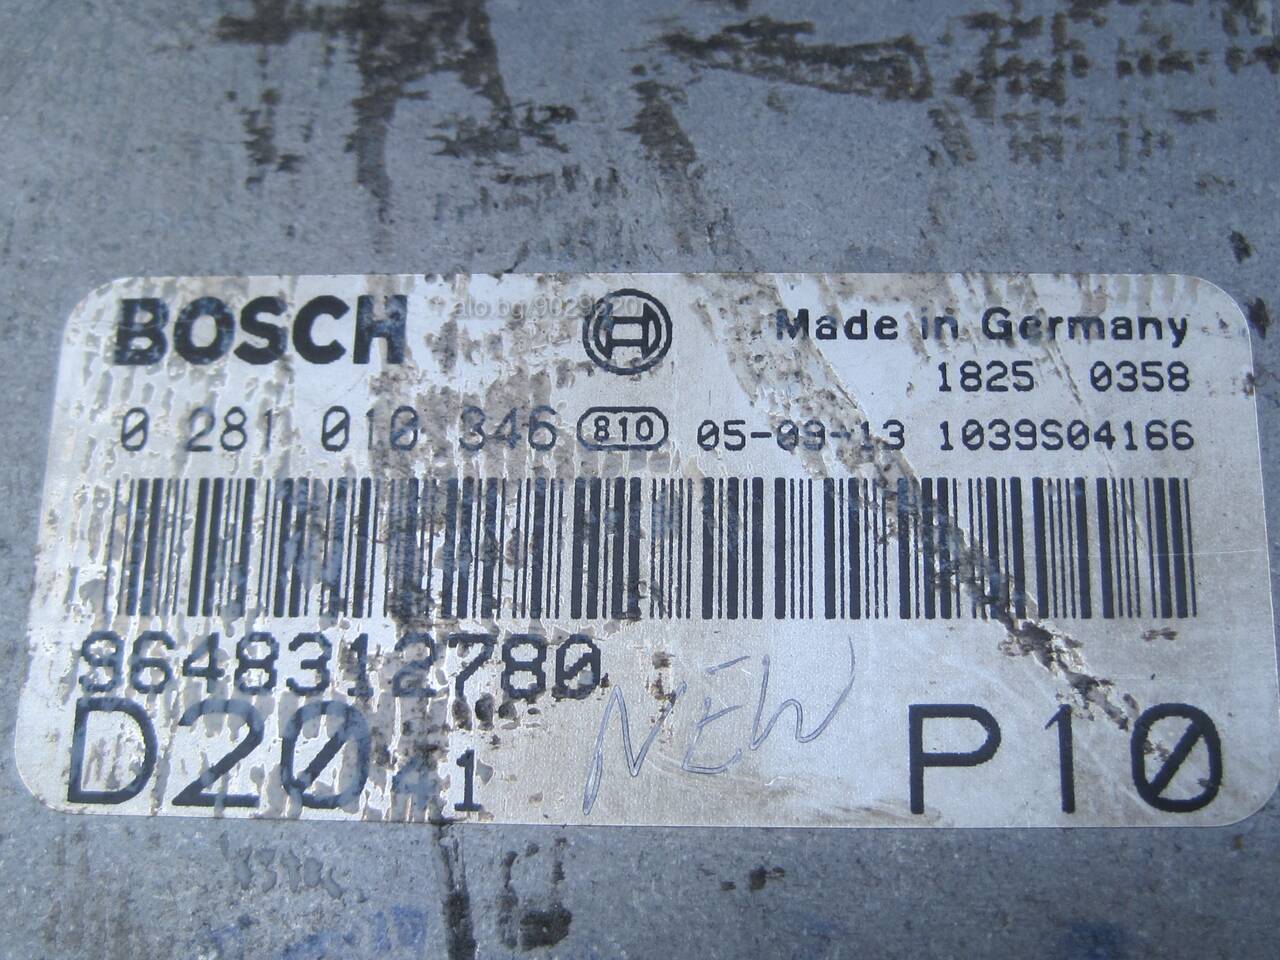 BOSCH
Made in Germany
1825 0358
0 281 010 346 810 05-09-13 1039S04166
9648312780
D20 1 NEW P10